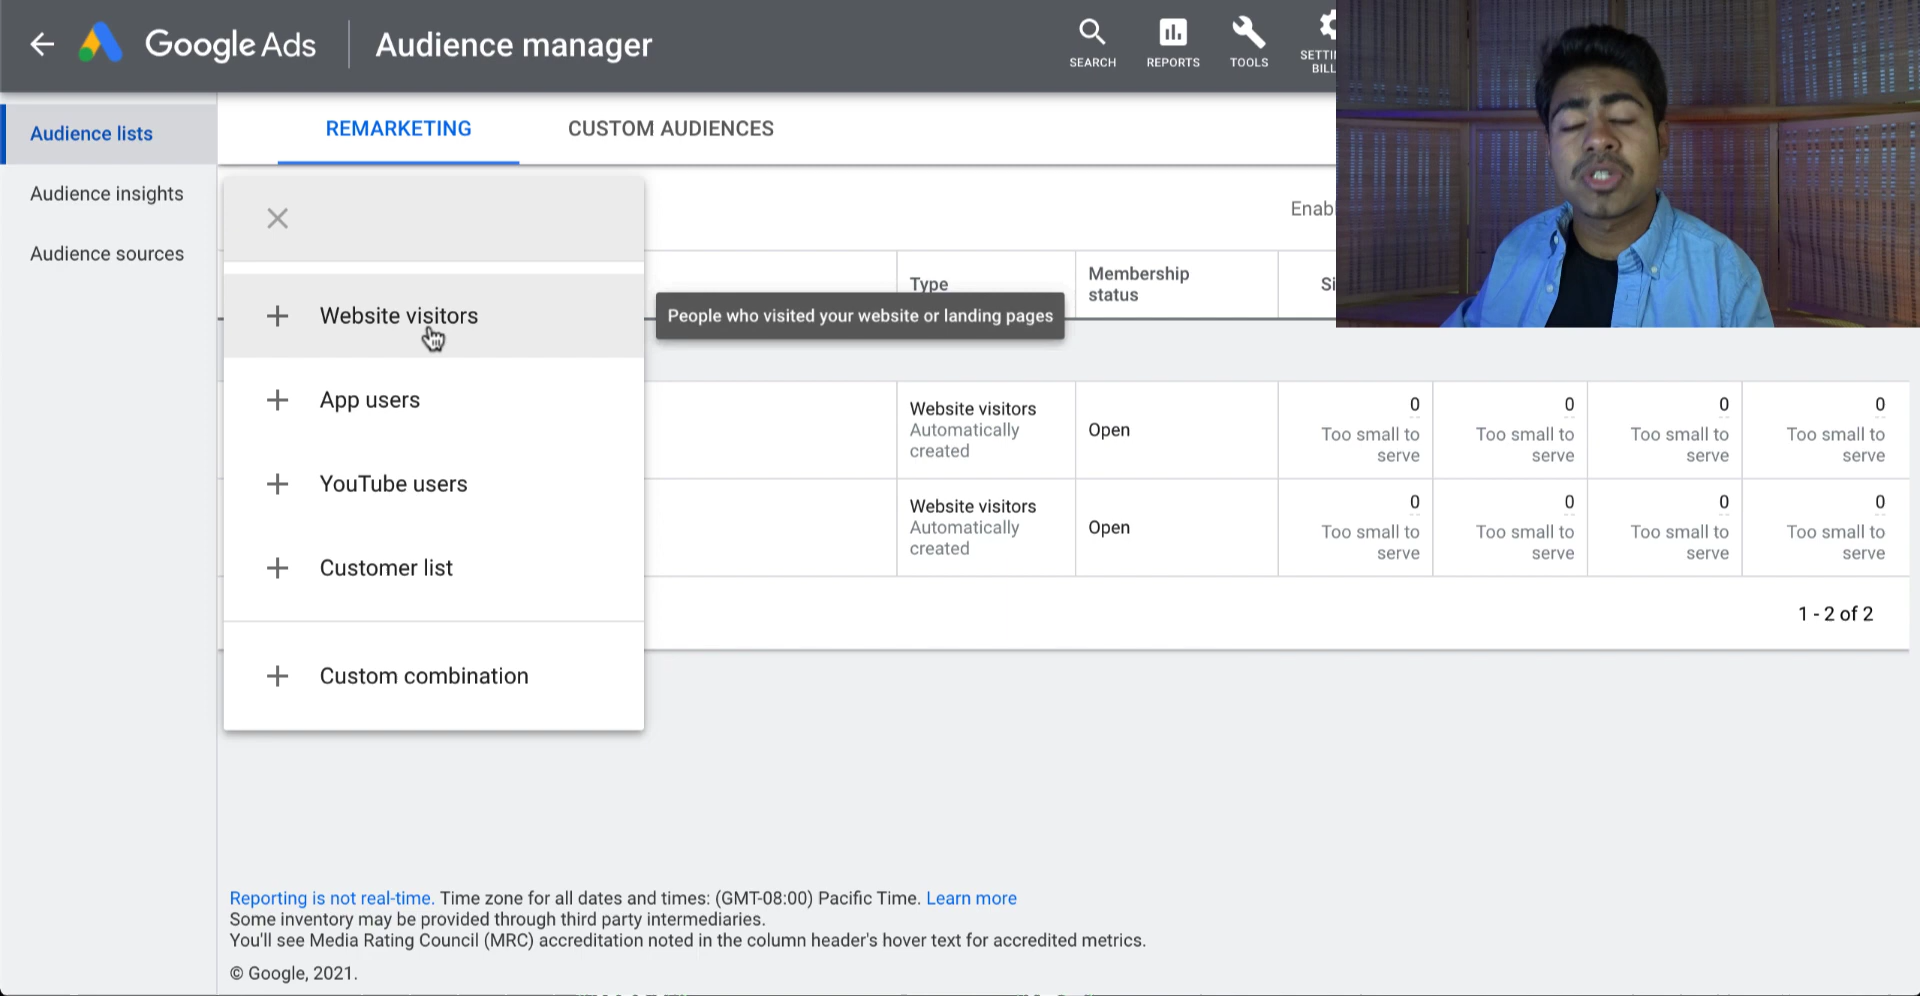 Google Ads
Audience manager
SEARCH
REPORTS
TOOLS
Audience lists
Audience insights
Audience sources
REMARKETING
CUSTOM AUDIENCES
Website visitors
App users
YouTube users
Customer list
Custom combination
People who visited your website or landing pages
Type
Membership
status
Website visitors
Automatically
created
Open
0
Too small to
serve
0
Too small to
serve
0
Too small to
serve
0
Too small to
serve
Website visitors
Automatically
created
Open
0
Too small to
serve
0
Too small to
serve
0
Too small to
serve
0
Too small to
serve
1 - 2 of 2
Reporting is not real-time. Time zone for all dates and times: (GMT-08:00) Pacific Time. Learn more
Some inventory may be provided through third party intermediaries.
You'll see Media Rating Council (MRC) accreditation noted in the column header's hover text for accredited metrics.
© Google, 2021.